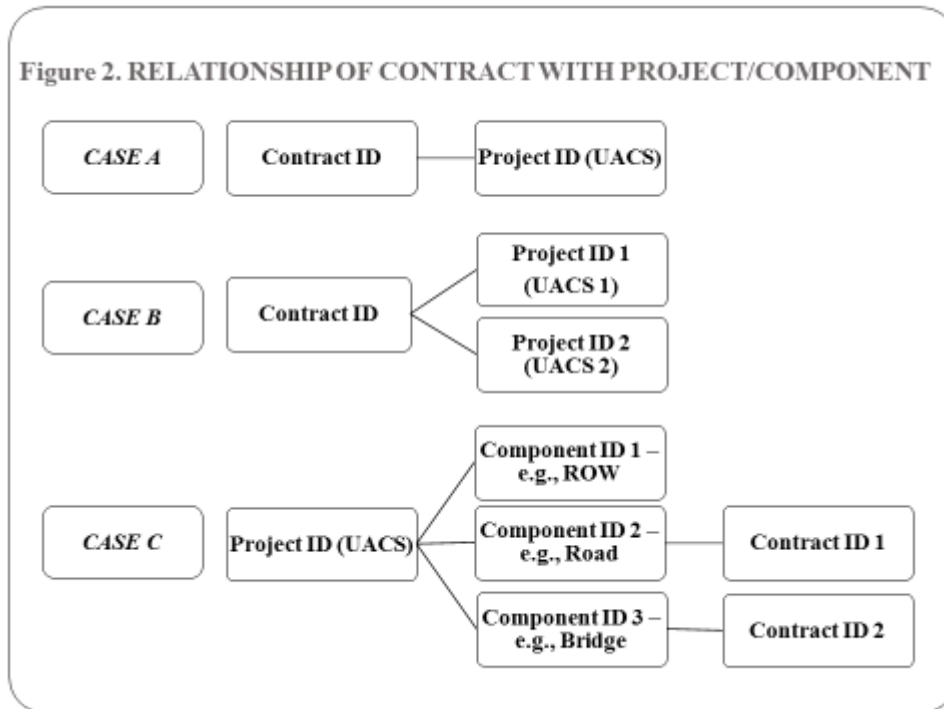 Figure 2. RELATIONSHIP OF CONTRACT WITH PROJECT/COMPONENT
CASE A
Contract ID
Project ID (UACS)
CASE B
Contract ID
Project ID 1
(UACS 1)
Project ID 2
(UACS 2)
CASE C
Project ID (UACS)
Component ID 1 –
e.g., ROW
Component ID 2 –
e.g., Road
Contract ID 1
Component ID 3 –
e.g., Bridge
Contract ID 2